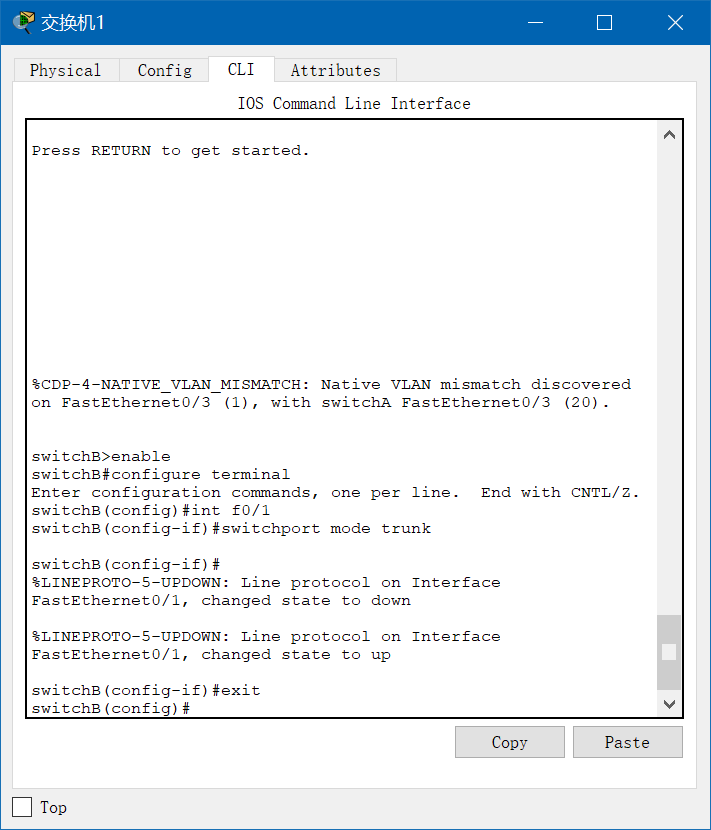 交换机1
Physical
Config
CLI
Attributes
IOS Command Line Interface
Press RETURN to get started.
%CDP-4-NATIVE_VLAN_MISMATCH: Native VLAN mismatch discovered
on FastEthernet0/3 (1), with switchA FastEthernet0/3 (20).
switchB>enable
switchB#configure terminal
Enter configuration commands, one per line.  End with CNTL/Z.
switchB(config)#int f0/1
switchB(config-if)#switchport mode trunk
switchB(config-if)#
%LINEPROTO-5-UPDOWN: Line protocol on Interface
FastEthernet0/1, changed state to down
%LINEPROTO-5-UPDOWN: Line protocol on Interface
FastEthernet0/1, changed state to up
switchB(config-if)#exit
switchB(config)#
Copy
Paste
Top